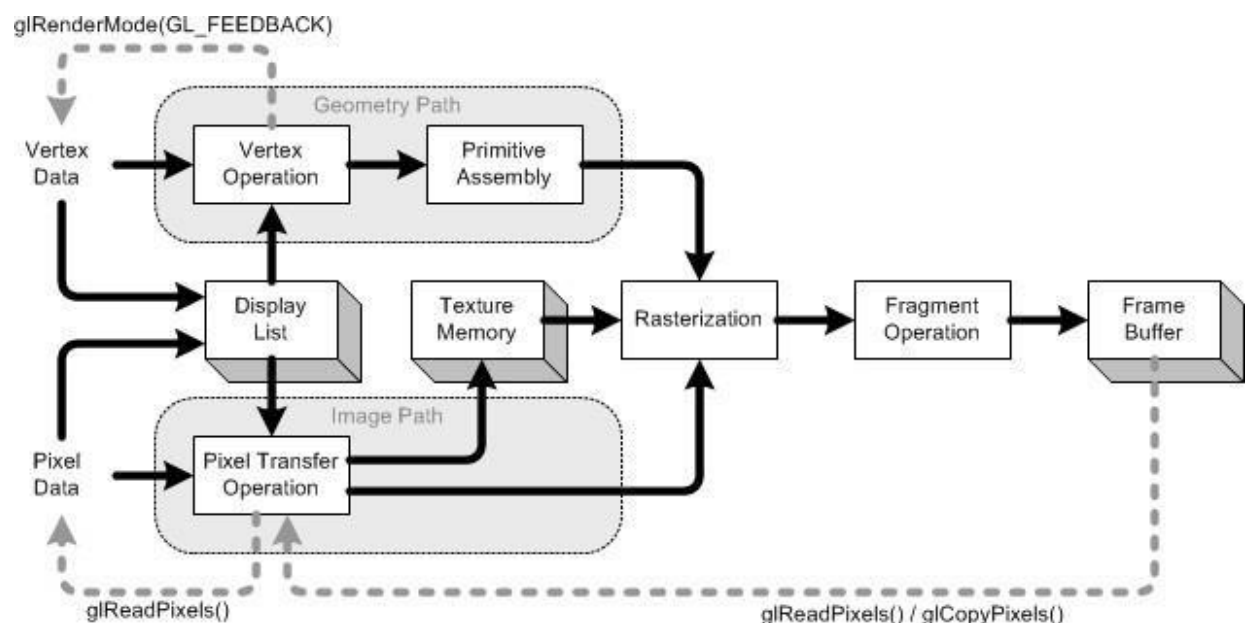 glRenderMode(GL_FEEDBACK)
Geometry Path
Vertex
Data
Vertex
Operation
Primitive
Assembly
Display
List
Texture
Memory
Rasterization
Fragment
Operation
Frame
Buffer
Image Path
Pixel
Data
Pixel Transfer
Operation
glReadPixels()
glReadPixels() / glCopyPixels()